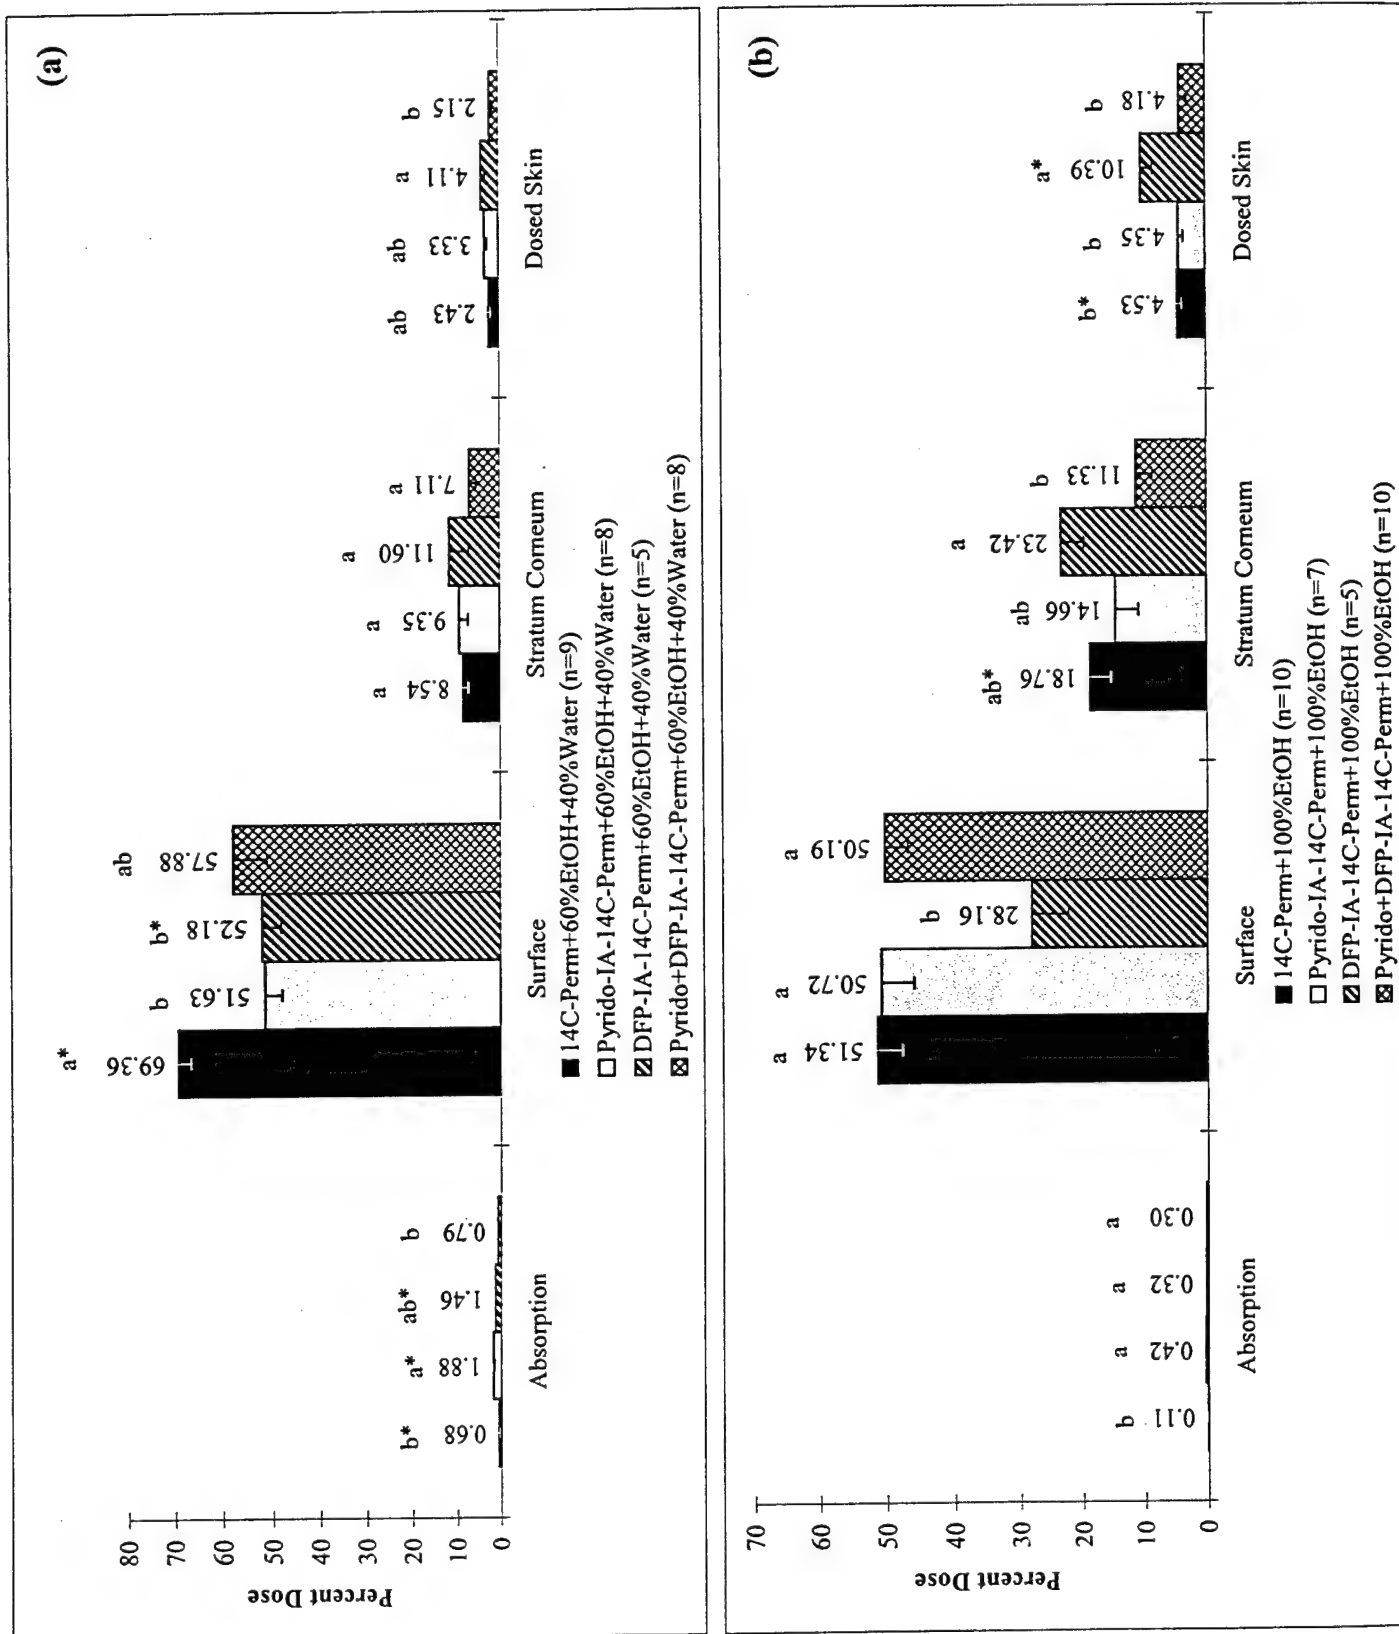 (a)
Percent Dose
80
70
60
50
40
30
20
10
0
b* a* ab* b
0.68 1.88 1.46 0.79
a* b b* ab
69.36 51.63 52.18 57.88
a a a a
8.54 9.35 11.60 7.11
ab ab a b
2.43 3.33 4.11 2.15
Absorption Surface Stratum Corneum Dosed Skin
14C-Perm+60%EtOH+40%Water (n=9)
Pyrido-IA-14C-Perm+60%EtOH+40%Water (n=8)
DFP-IA-14C-Perm+60%EtOH+40%Water (n=5)
Pyrido+DFP-IA-14C-Perm+60%EtOH+40%Water (n=8)
(b)
Percent Dose
70
60
50
40
30
20
10
0
b a a a
0.11 0.42 0.32 0.30
a a b a
51.34 50.72 28.16 50.19
ab* ab a b
18.76 14.66 23.42 11.33
b* b a* b
4.53 4.35 10.39 4.18
Absorption Surface Stratum Corneum Dosed Skin
14C-Perm+100%EtOH (n=10)
Pyrido-IA-14C-Perm+100%EtOH (n=7)
DFP-IA-14C-Perm+100%EtOH (n=5)
Pyrido+DFP-IA-14C-Perm+100%EtOH (n=10)